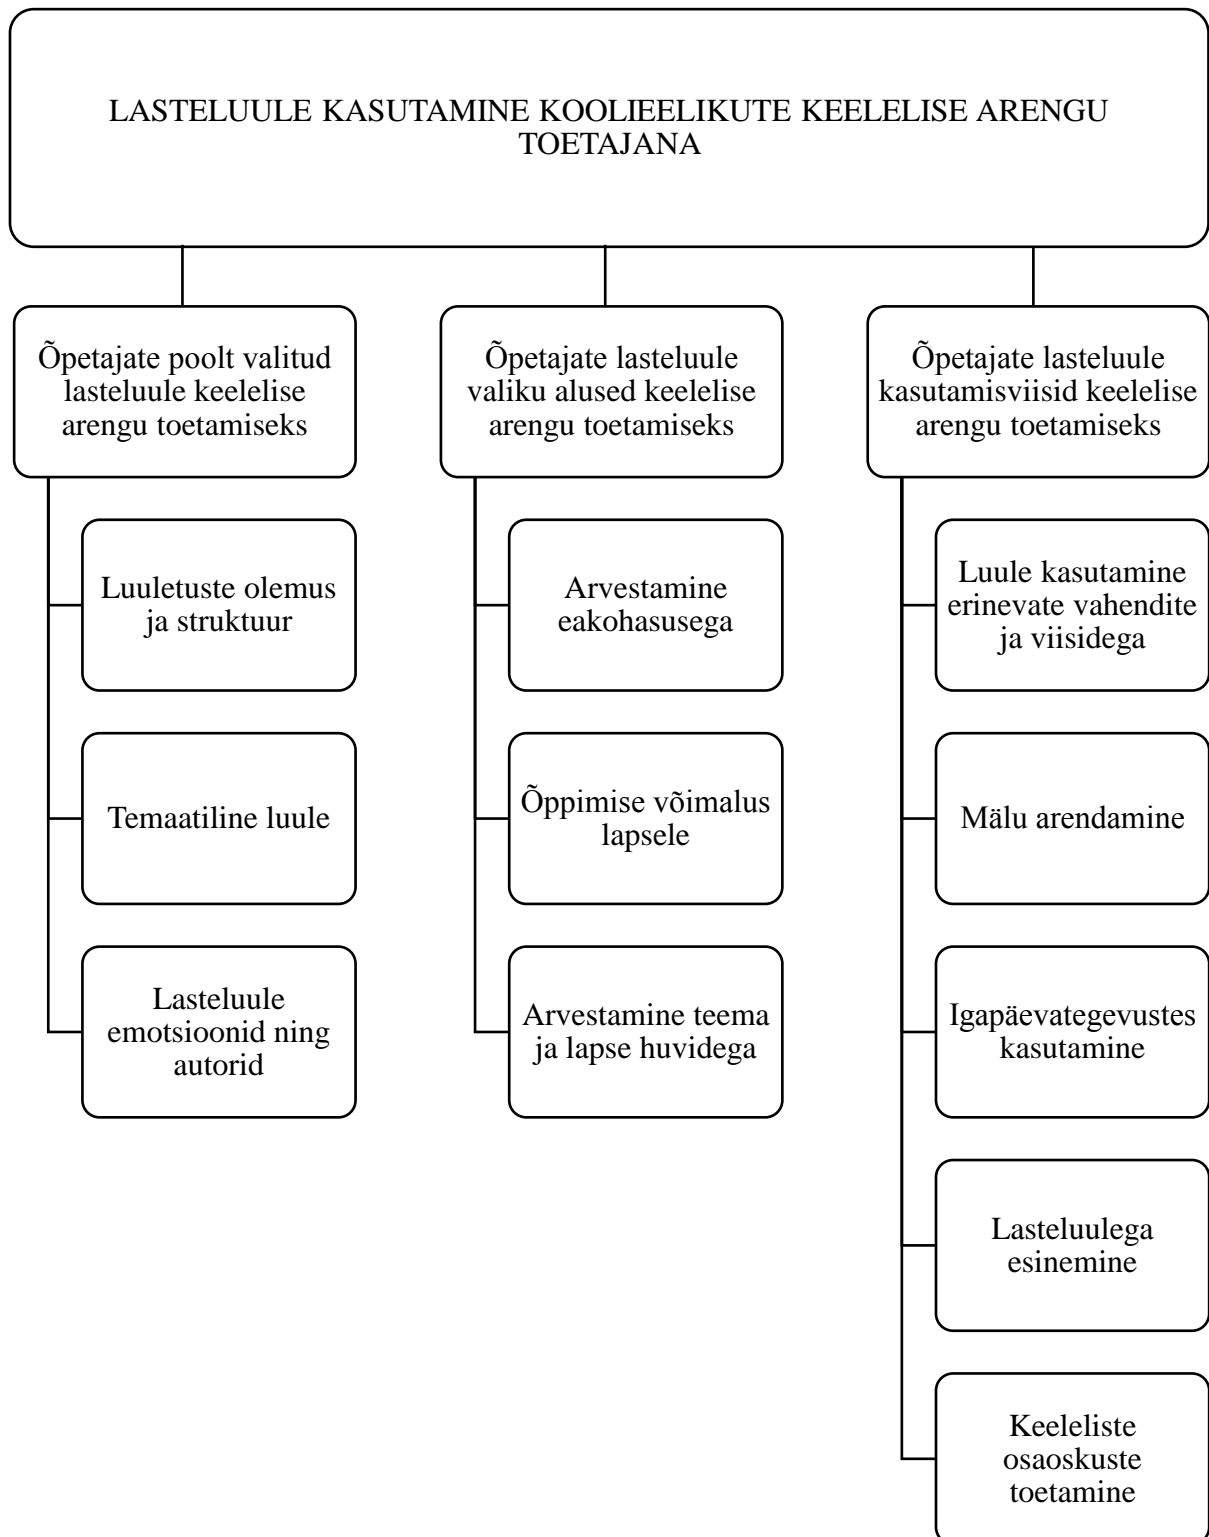 LASTELUULE KASUTAMINE KOOLIEELIKUTE KEELELISE ARENGU
TOETAJANA
Õpetajate poolt valitud
lasteluule keelelise
arengu toetamiseks
Luuletuste olemus
ja struktuur
Temaatiline luule
Lasteluule
emotsioonid ning
autorid
Õpetajate lasteluule
valiku alused keelelise
arengu toetamiseks
Arvestamine
eakohasusega
Õppimise võimalus
lapsele
Arvestamine teema
ja lapse huvidega
Õpetajate lasteluule
kasutamisviisid keelelise
arengu toetamiseks
Luule kasutamine
erinevate vahendite
ja viisidega
Mälu arendamine
Igapäevategevustes
kasutamine
Lasteluulega
esinemine
Keeleliste
osaoskuste
toetamine